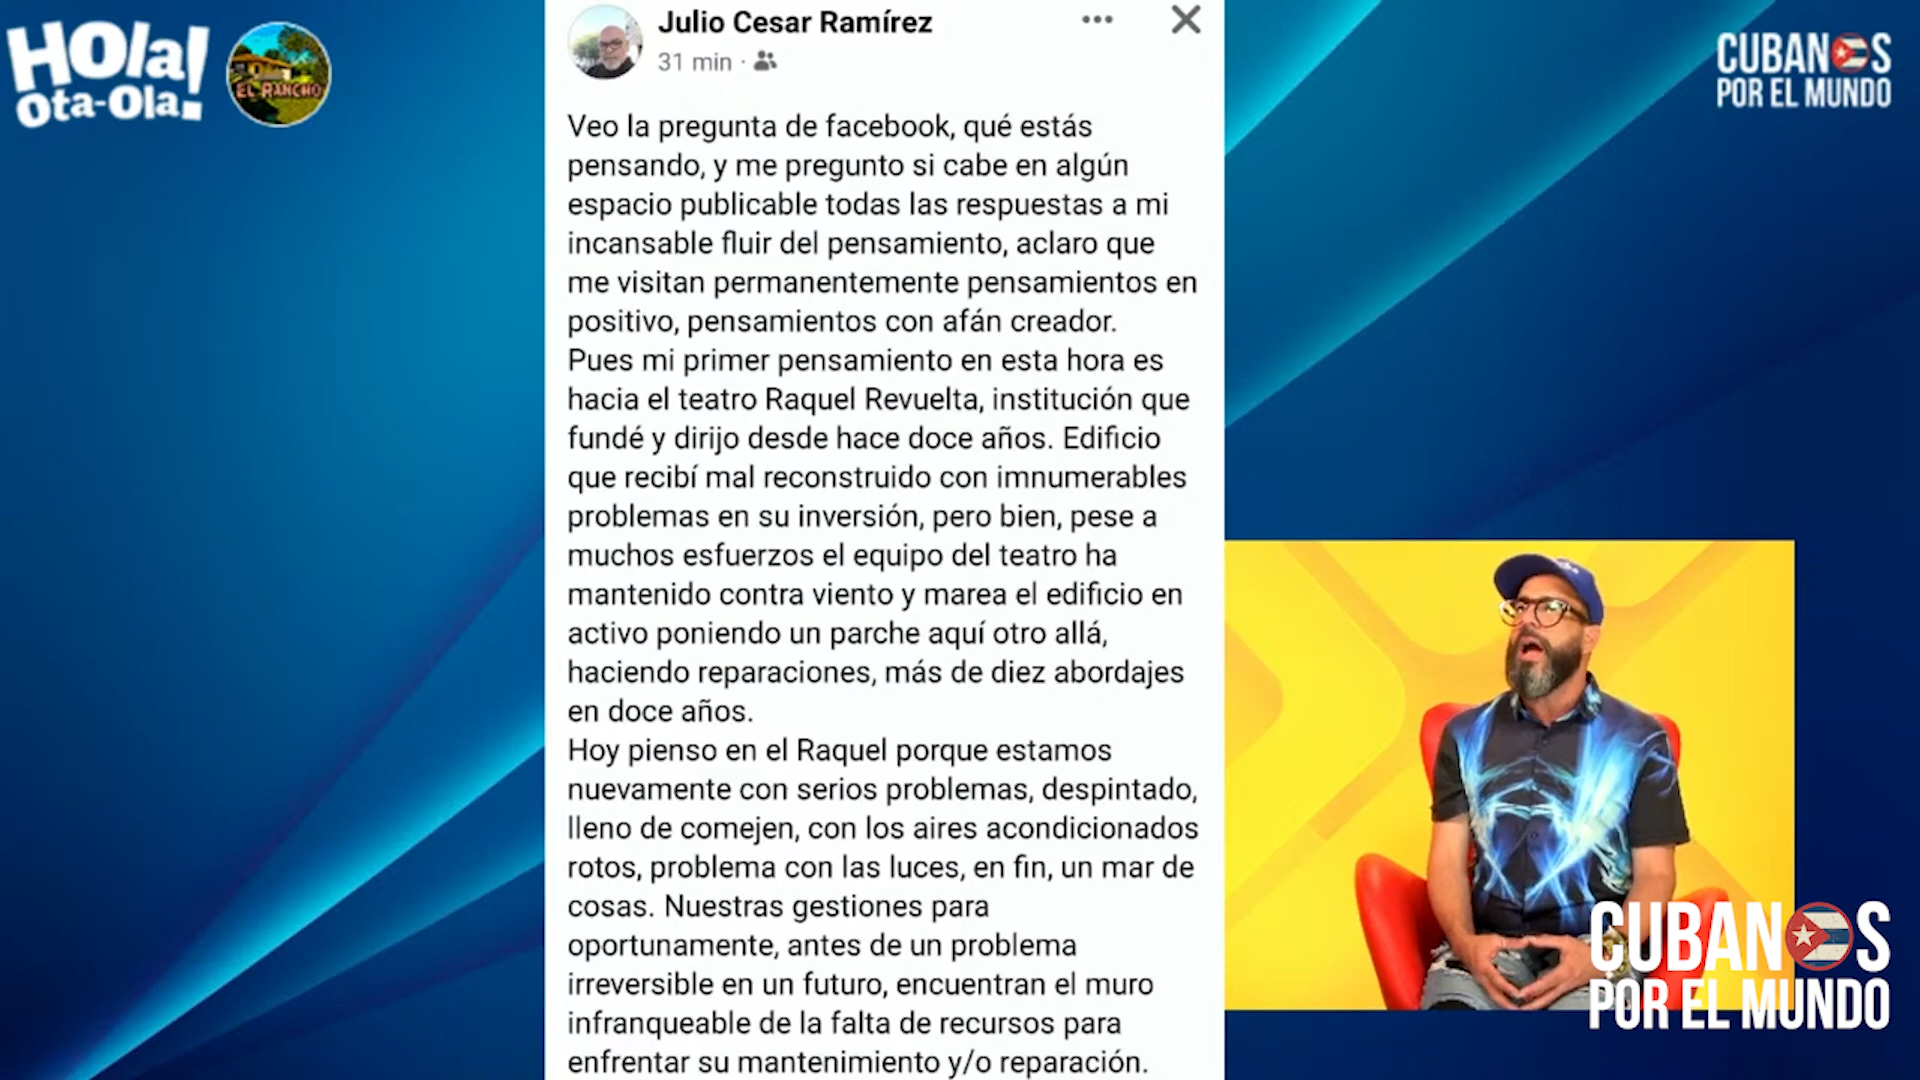 Hola!
Ota-Ola!
EL RANCHO
Julio Cesar Ramírez
31 min ·
CUBANOS
POR EL MUNDO
Veo la pregunta de facebook, qué estás
pensando, y me pregunto si cabe en algún
espacio publicable todas las respuestas a mi
incansable fluir del pensamiento, aclaro que
me visitan permanentemente pensamientos en
positivo, pensamientos con afán creador.
Pues mi primer pensamiento en esta hora es
hacia el teatro Raquel Revuelta, institución que
fundé y dirijo desde hace doce años. Edificio
que recibí mal reconstruido con imnumerables
problemas en su inversión, pero bien, pese a
muchos esfuerzos el equipo del teatro ha
mantenido contra viento y marea el edificio en
activo poniendo un parche aquí otro allá,
haciendo reparaciones, más de diez abordajes
en doce años.
Hoy pienso en el Raquel porque estamos
nuevamente con serios problemas, despintado,
lleno de comejen, con los aires acondicionados
rotos, problema con las luces, en fin, un mar de
cosas. Nuestras gestiones para
oportunamente, antes de un problema
irreversible en un futuro, encuentran el muro
infranqueable de la falta de recursos para
enfrentar su mantenimiento y/o reparación.
CUBANOS
POR EL MUNDO